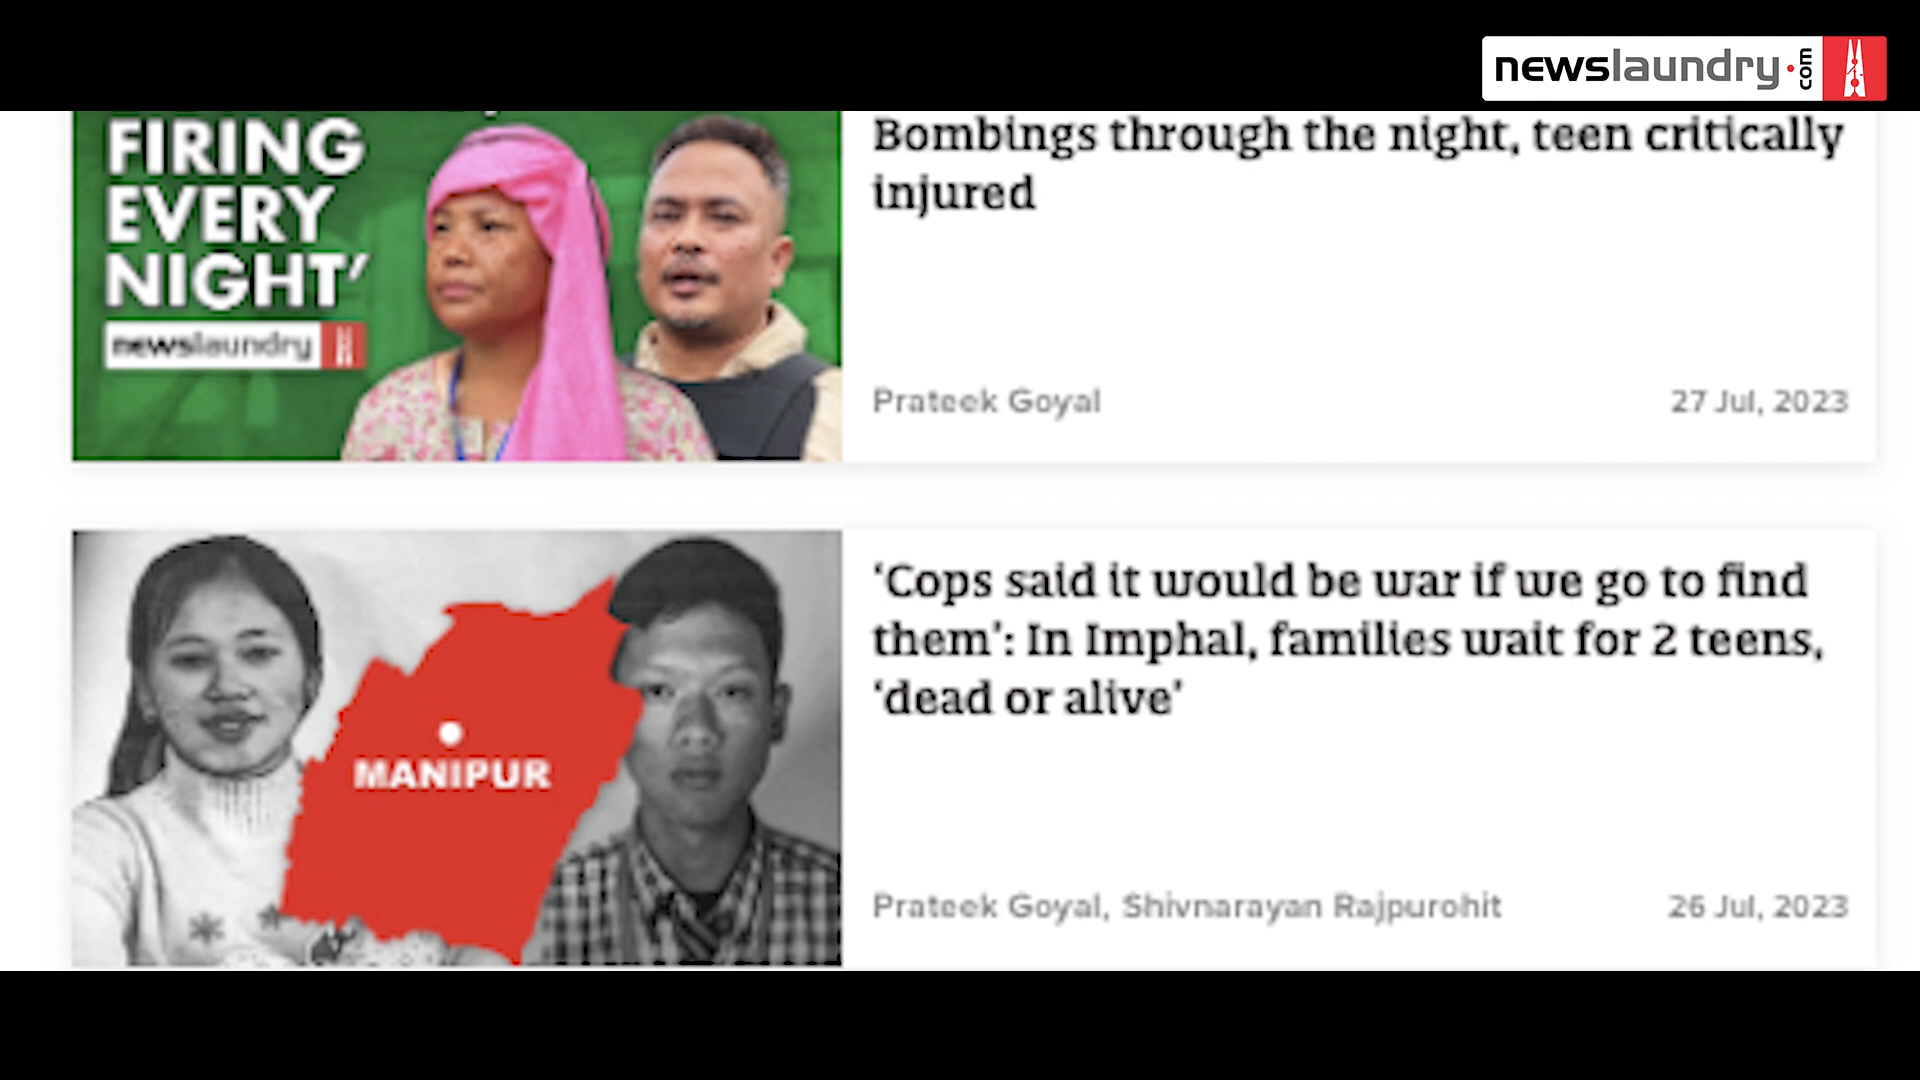 newslaundry.com
FIRING
EVERY
NIGHT’
newslaundry
Bombings through the night, teen critically
injured
Prateek Goyal
27 Jul, 2023
MANIPUR
‘Cops said it would be war if we go to find
them’: In Imphal, families wait for 2 teens,
‘dead or alive’
Prateek Goyal, Shivnarayan Rajpurohit
26 Jul, 2023